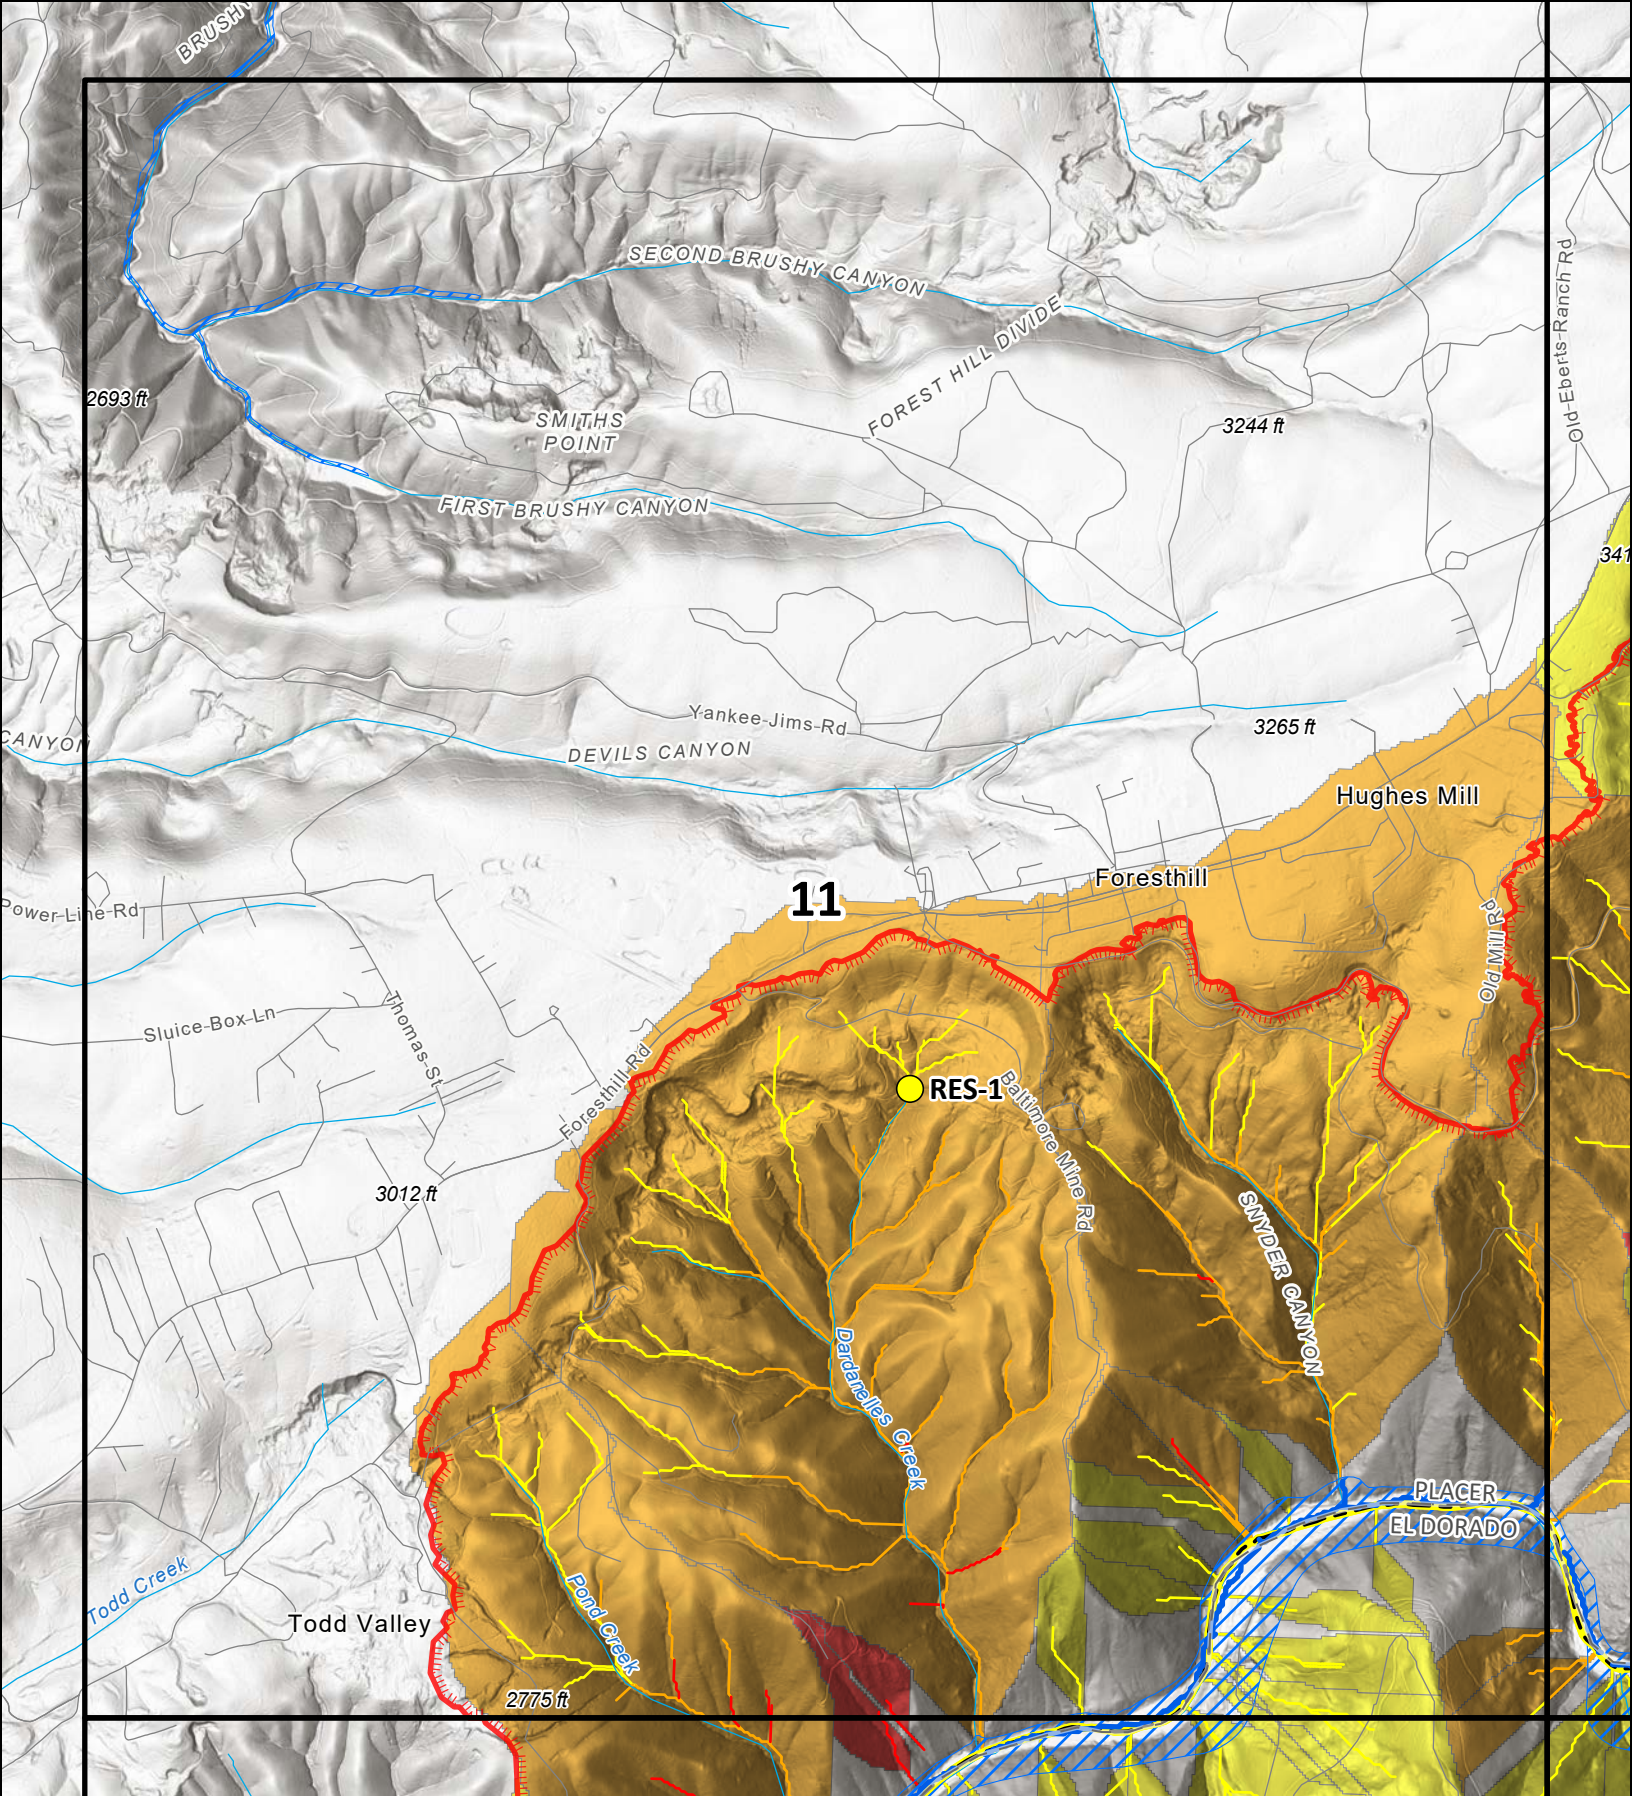 BRUSHY
SECOND BRUSHY CANYON
Old-Eberts-Ranch Rd
FOREST HILL DIVIDE
2693 ft
SMITHS
POINT
3244 ft
FIRST BRUSHY CANYON
341
Yankee-Jims-Rd
3265 ft
CANYON
DEVILS CANYON
Hughes Mill
Foresthill
11
Power-Line-Rd
Old Mill Rd
Sluice-Box-Ln
Thomas-St
Foresthill-Rd
RES-1
Baltimore Mine Rd
3012 ft
SNYDER CANYON
Dardanelles Creek
PLACER
EL DORADO
Todd Creek
Pond Creek
Todd Valley
2775 ft